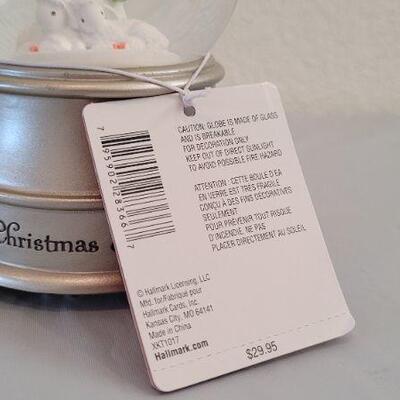 CAUTION: GLOBE IS MADE OF GLASS
AND IS BREAKABLE
FOR DECORATION ONLY
KEEP OUT OF DIRECT SUNLIGHT
TO AVOID POSSIBLE FIRE HAZARD
ATTENTION : CETTE BOULE D'EA
EN VERRE EST TRÈS FRAGILE
CONÇU À DES FINS DÉCORATIVES
SEULEMENT
POUR PRÉVENIR TOUT RISQUE
D'INCENDIE, NE PAS
PLACER DIRECTEMENT AU SOLEIL
© Hallmark Licensing, LLC
Mfd. for/Fabriqué pour
Hallmark Cards, Inc.
Kansas City, MO 64141
Made in China
XKT1017
Hallmark.com
$29.95
Christmas